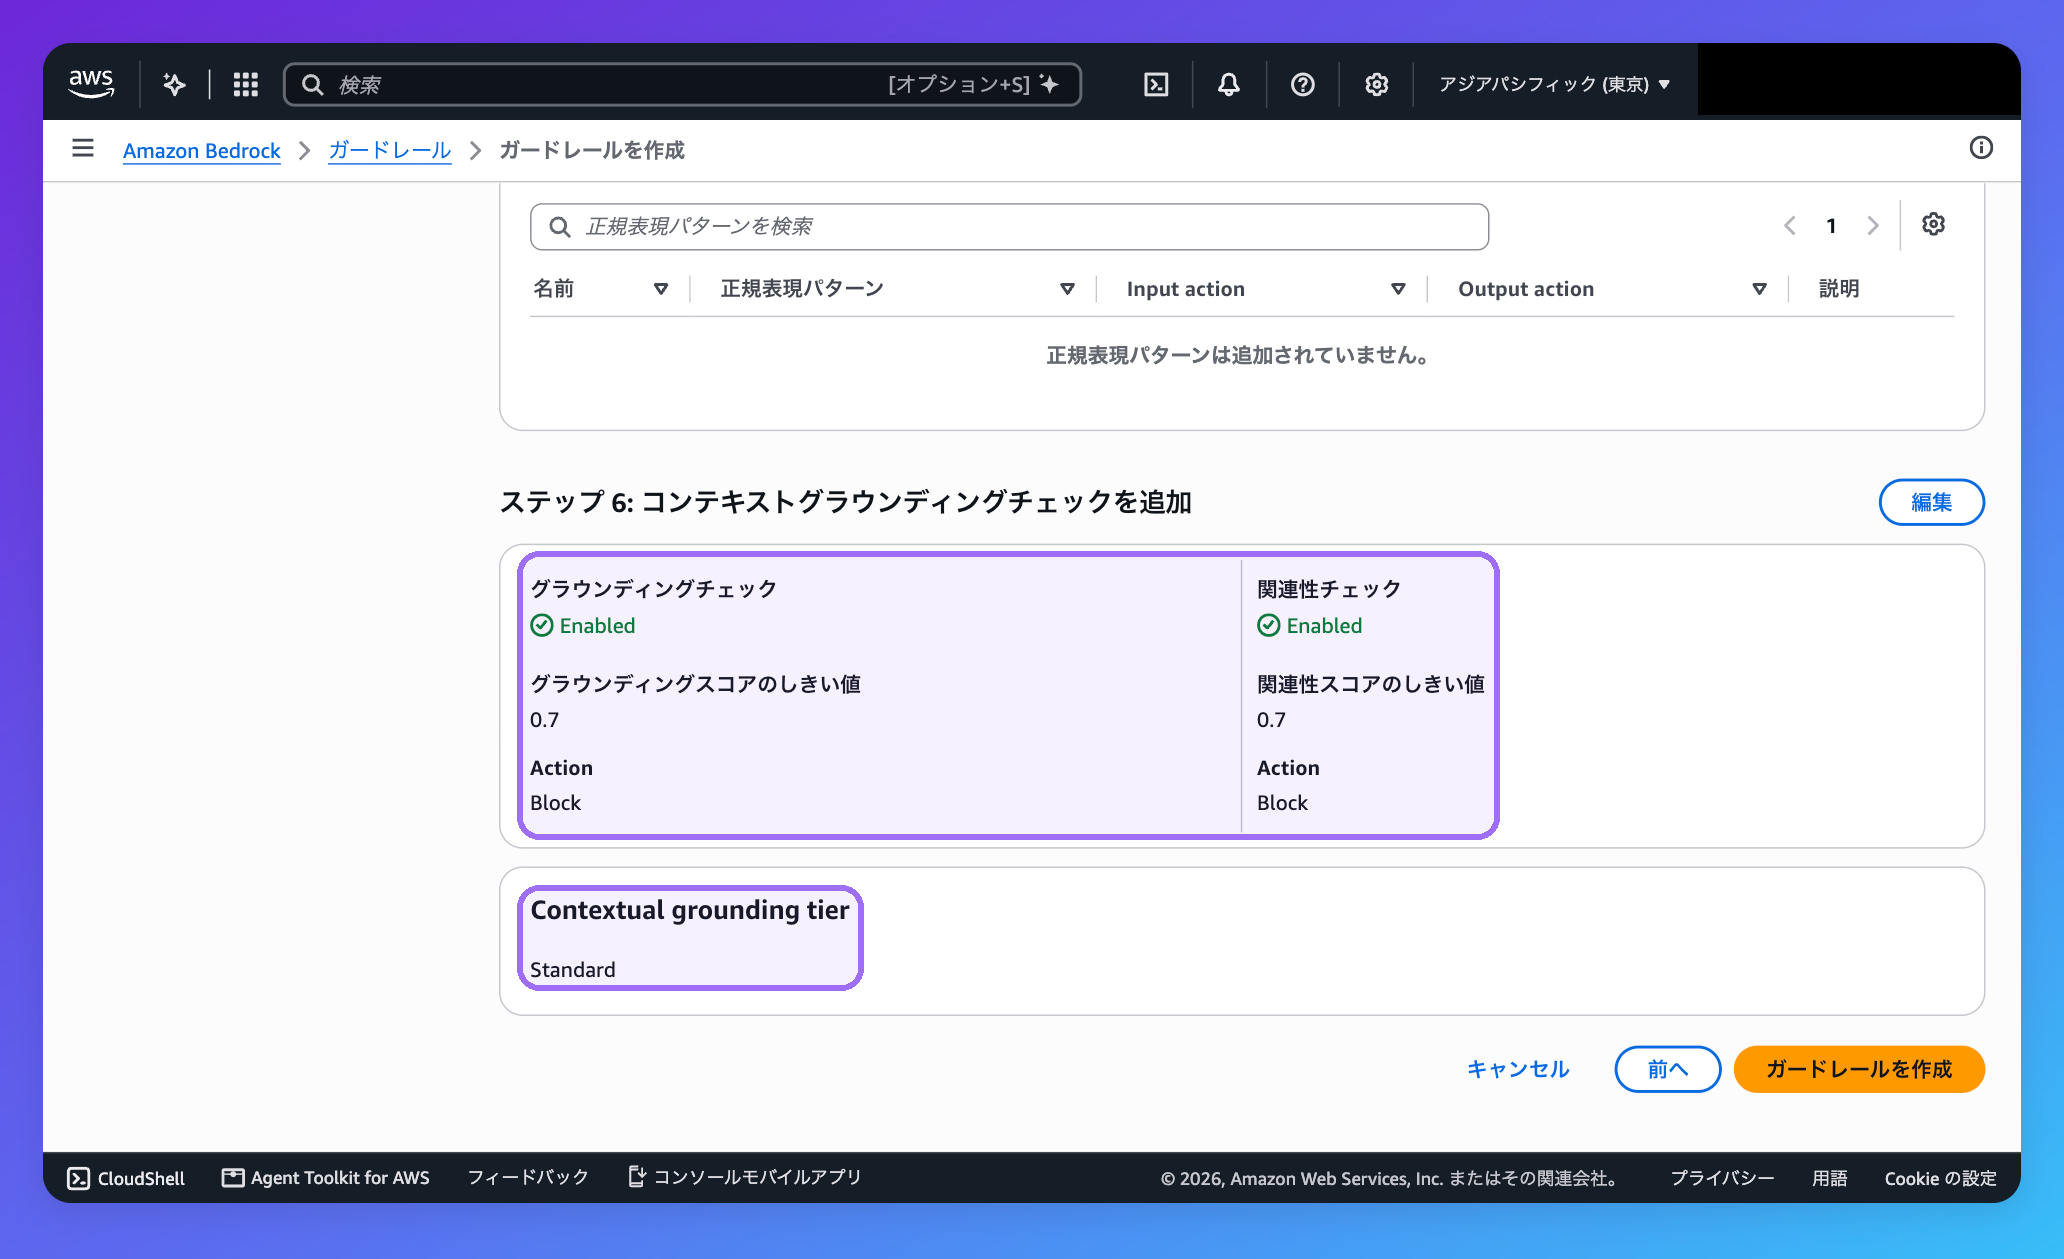 aws
検索 [オプション+S] アジアパシフィック (東京)
Amazon Bedrock ガードレール ガードレールを作成
正規表現パターンを検索 1
名前 正規表現パターン Input action Output action 説明
正規表現パターンは追加されていません。
ステップ 6: コンテキストグラウンディングチェックを追加 編集
グラウンディングチェック 関連性チェック
Enabled Enabled
グラウンディングスコアのしきい値 関連性スコアのしきい値
0.7 0.7
Action Action
Block Block
Contextual grounding tier
Standard
キャンセル 前へ ガードレールを作成
CloudShell Agent Toolkit for AWS フィードバック コンソールモバイルアプリ © 2026, Amazon Web Services, Inc. またはその関連会社。 プライバシー 用語 Cookie の設定